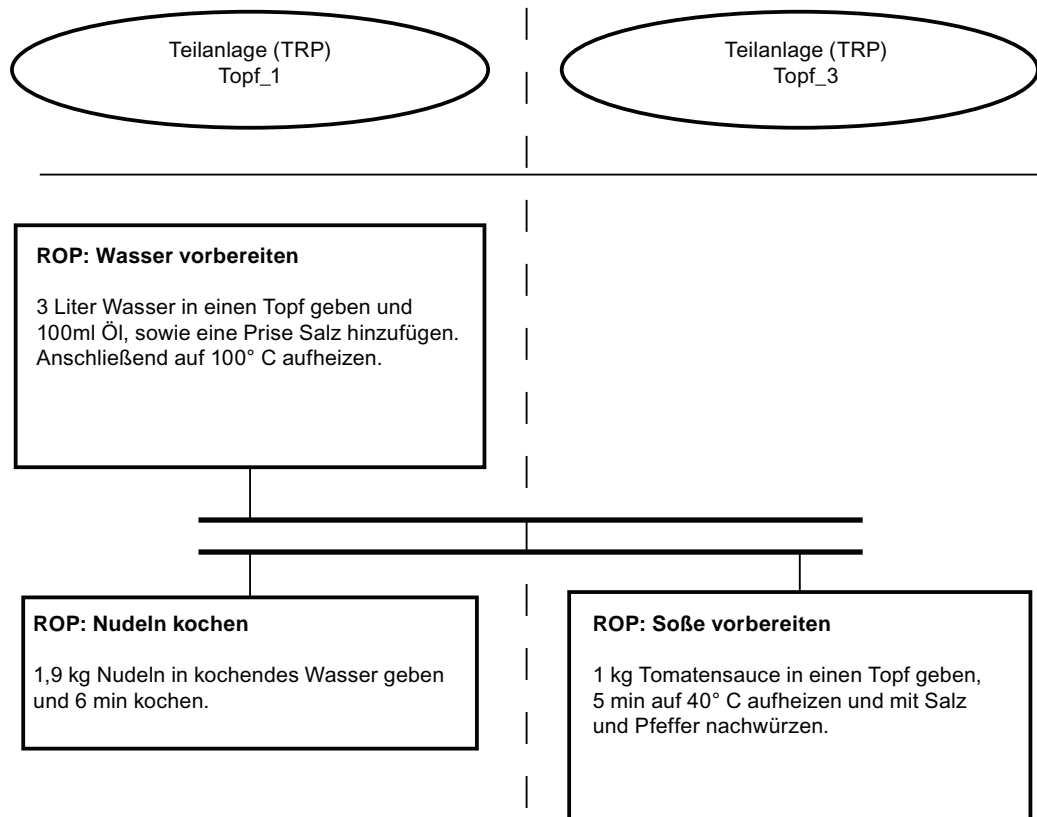 Teilanlage (TRP)
Topf_1
Teilanlage (TRP)
Topf_3
ROP: Wasser vorbereiten
3 Liter Wasser in einen Topf geben und
100ml Öl, sowie eine Prise Salz hinzufügen.
Anschließend auf 100° C aufheizen.
ROP: Nudeln kochen
1,9 kg Nudeln in kochendes Wasser geben
und 6 min kochen.
ROP: Soße vorbereiten
1 kg Tomatensauce in einen Topf geben,
5 min auf 40° C aufheizen und mit Salz
und Pfeffer nachwürzen.